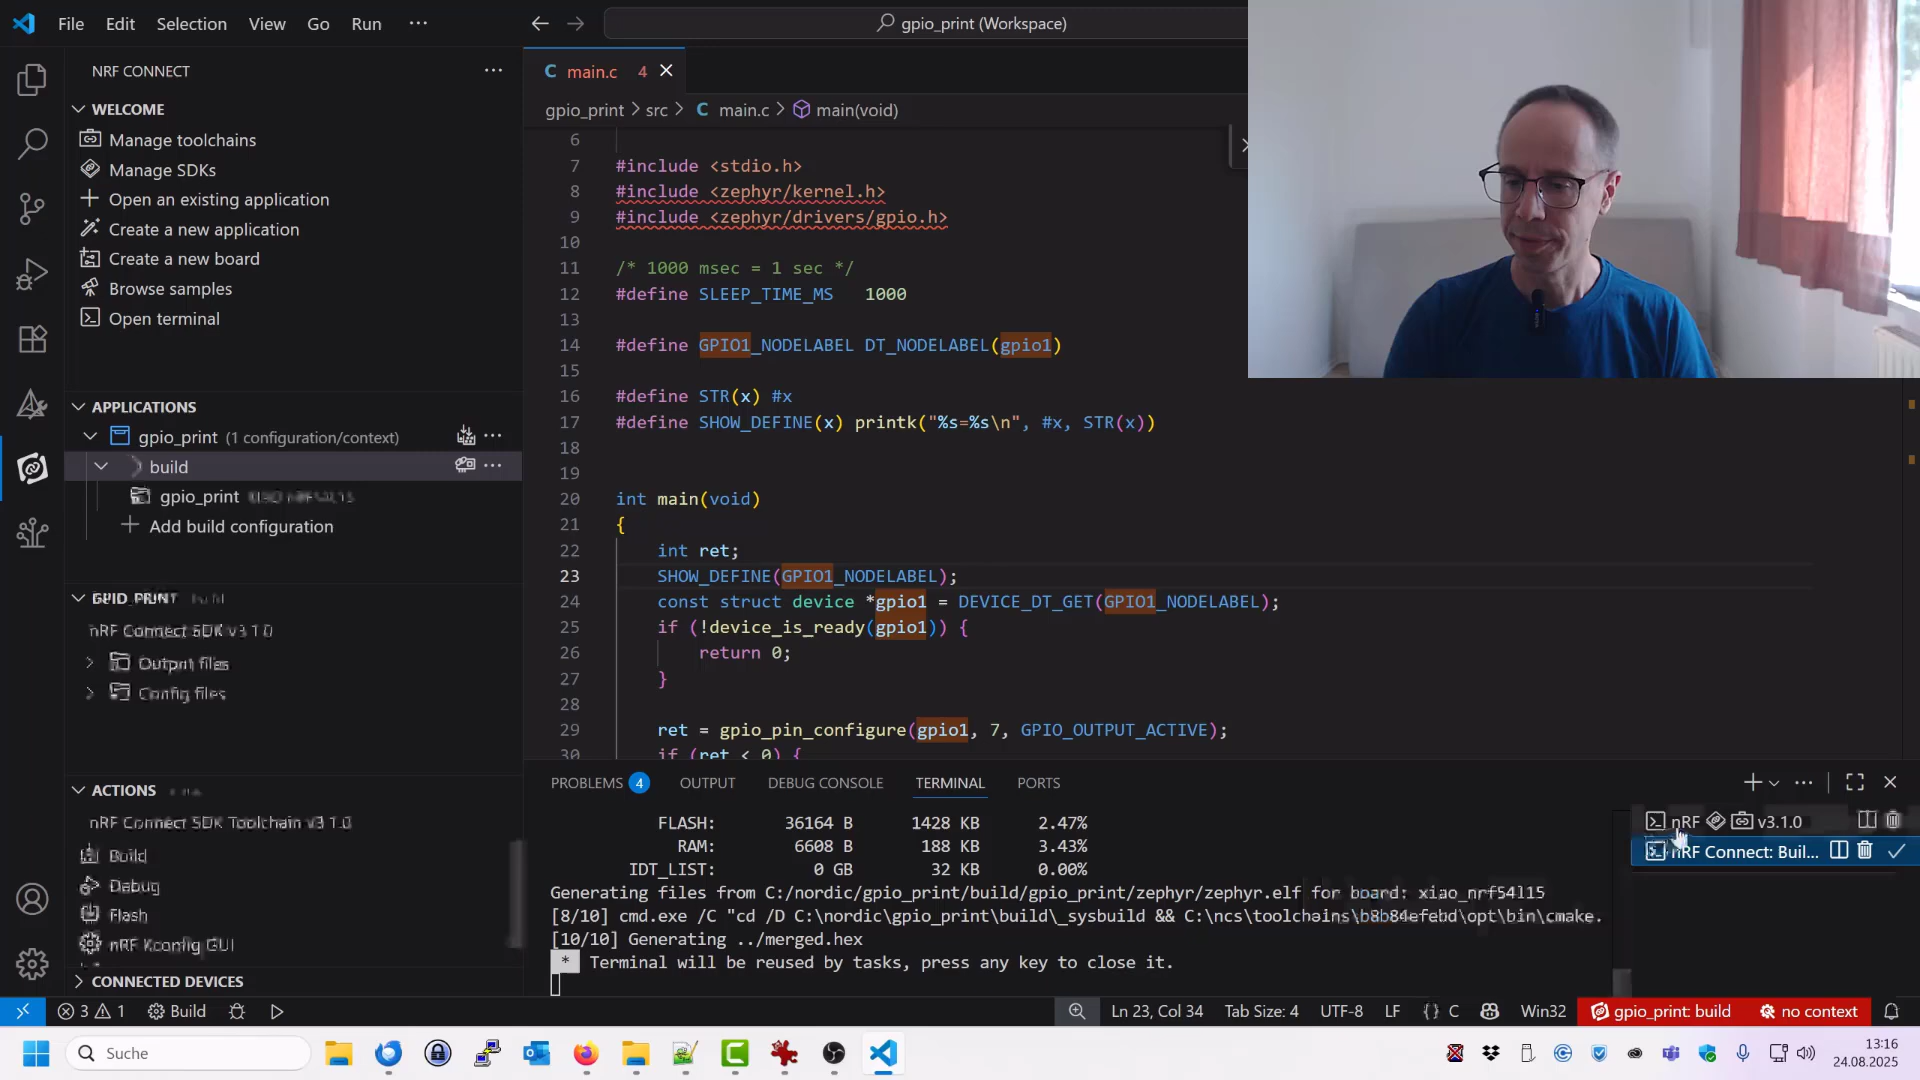 File Edit Selection View Go Run ···
gpio_print (Workspace)
NRF CONNECT ···
WELCOME
Manage toolchains
Manage SDKs
Open an existing application
Create a new application
Create a new board
Browse samples
Open terminal
APPLICATIONS
gpio_print (1 configuration/context) ···
build ···
gpio_print
Add build configuration
nRF Connect SDK v3.1.0
Output files
Config files
ACTIONS
nRF Connect SDK Toolchain v3.1.0
Build
Debug
Flash
nRF Kconfig GUI
CONNECTED DEVICES
C main.c 4
gpio_print > src > C main.c > main(void)
6
7 #include <stdio.h>
8 #include <zephyr/kernel.h>
9 #include <zephyr/drivers/gpio.h>
10
11 /* 1000 msec = 1 sec */
12 #define SLEEP_TIME_MS 1000
13
14 #define GPIO1_NODELABEL DT_NODELABEL(gpio1)
15
16 #define STR(x) #x
17 #define SHOW_DEFINE(x) printk("%s=%s\n", #x, STR(x))
18
19
20 int main(void)
21 {
22 int ret;
23 SHOW_DEFINE(GPIO1_NODELABEL);
24 const struct device *gpio1 = DEVICE_DT_GET(GPIO1_NODELABEL);
25 if (!device_is_ready(gpio1)) {
26 return 0;
27 }
28
29 ret = gpio_pin_configure(gpio1, 7, GPIO_OUTPUT_ACTIVE);
30 if (ret < 0) {
PROBLEMS 4 OUTPUT DEBUG CONSOLE TERMINAL PORTS
FLASH: 36164 B 1428 KB 2.47%
RAM: 6608 B 188 KB 3.43%
IDT_LIST: 0 GB 32 KB 0.00%
Generating files from C:/nordic/gpio_print/build/gpio_print/zephyr/zephyr.elf for board: xiao_nrf54l15
[8/10] cmd.exe /C "cd /D C:\nordic\gpio_print\build\_sysbuild && C:\ncs\toolchains\b8b84efebd\opt\bin\cmake.
[10/10] Generating ../merged.hex
* Terminal will be reused by tasks, press any key to close it.
nRF v3.1.0
nRF Connect: Buil...
3 1 Build
Ln 23, Col 34 Tab Size: 4 UTF-8 LF {} C Win32 gpio_print: build no context
Suche
13:16
24.08.2025